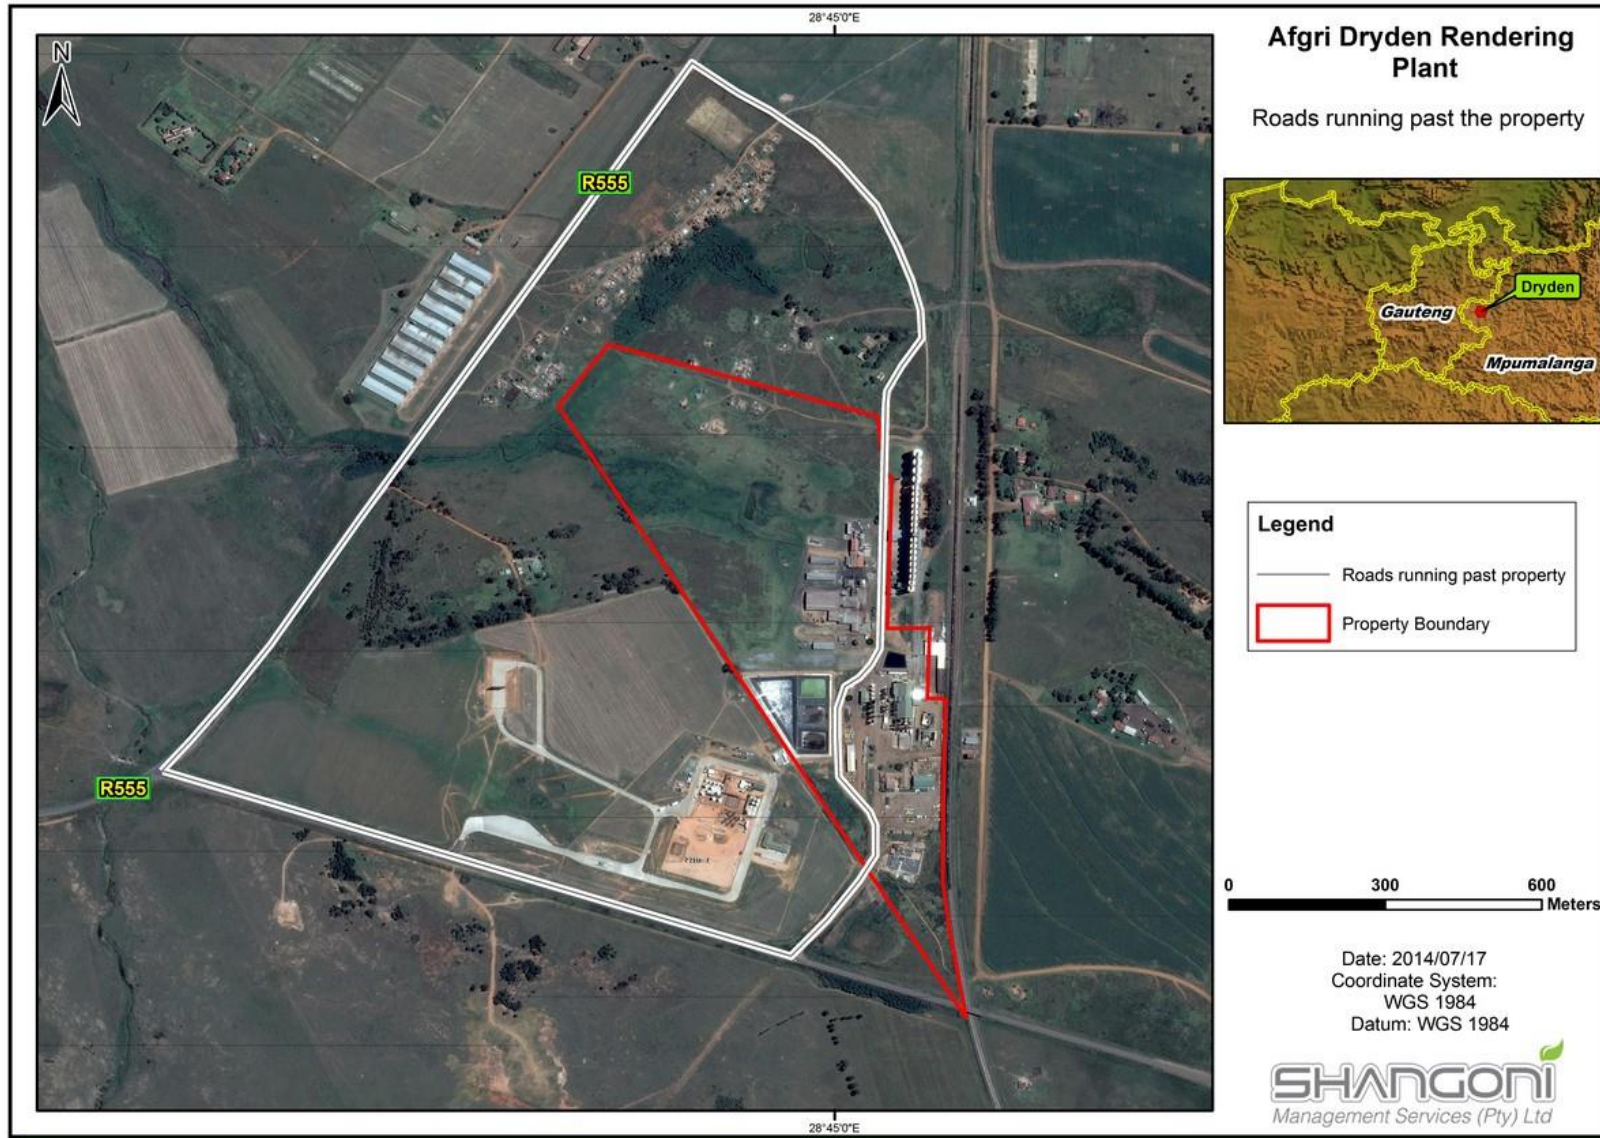 28°45'0"E
Afgri Dryden Rendering
Plant
Roads running past the property
N
R555
R555
Dryden
Gauteng
Mpumalanga
Legend
Roads running past property
Property Boundary
0 300 600
Meters
Date: 2014/07/17
Coordinate System:
WGS 1984
Datum: WGS 1984
SHANGONI
Management Services (Pty) Ltd
28°45'0"E